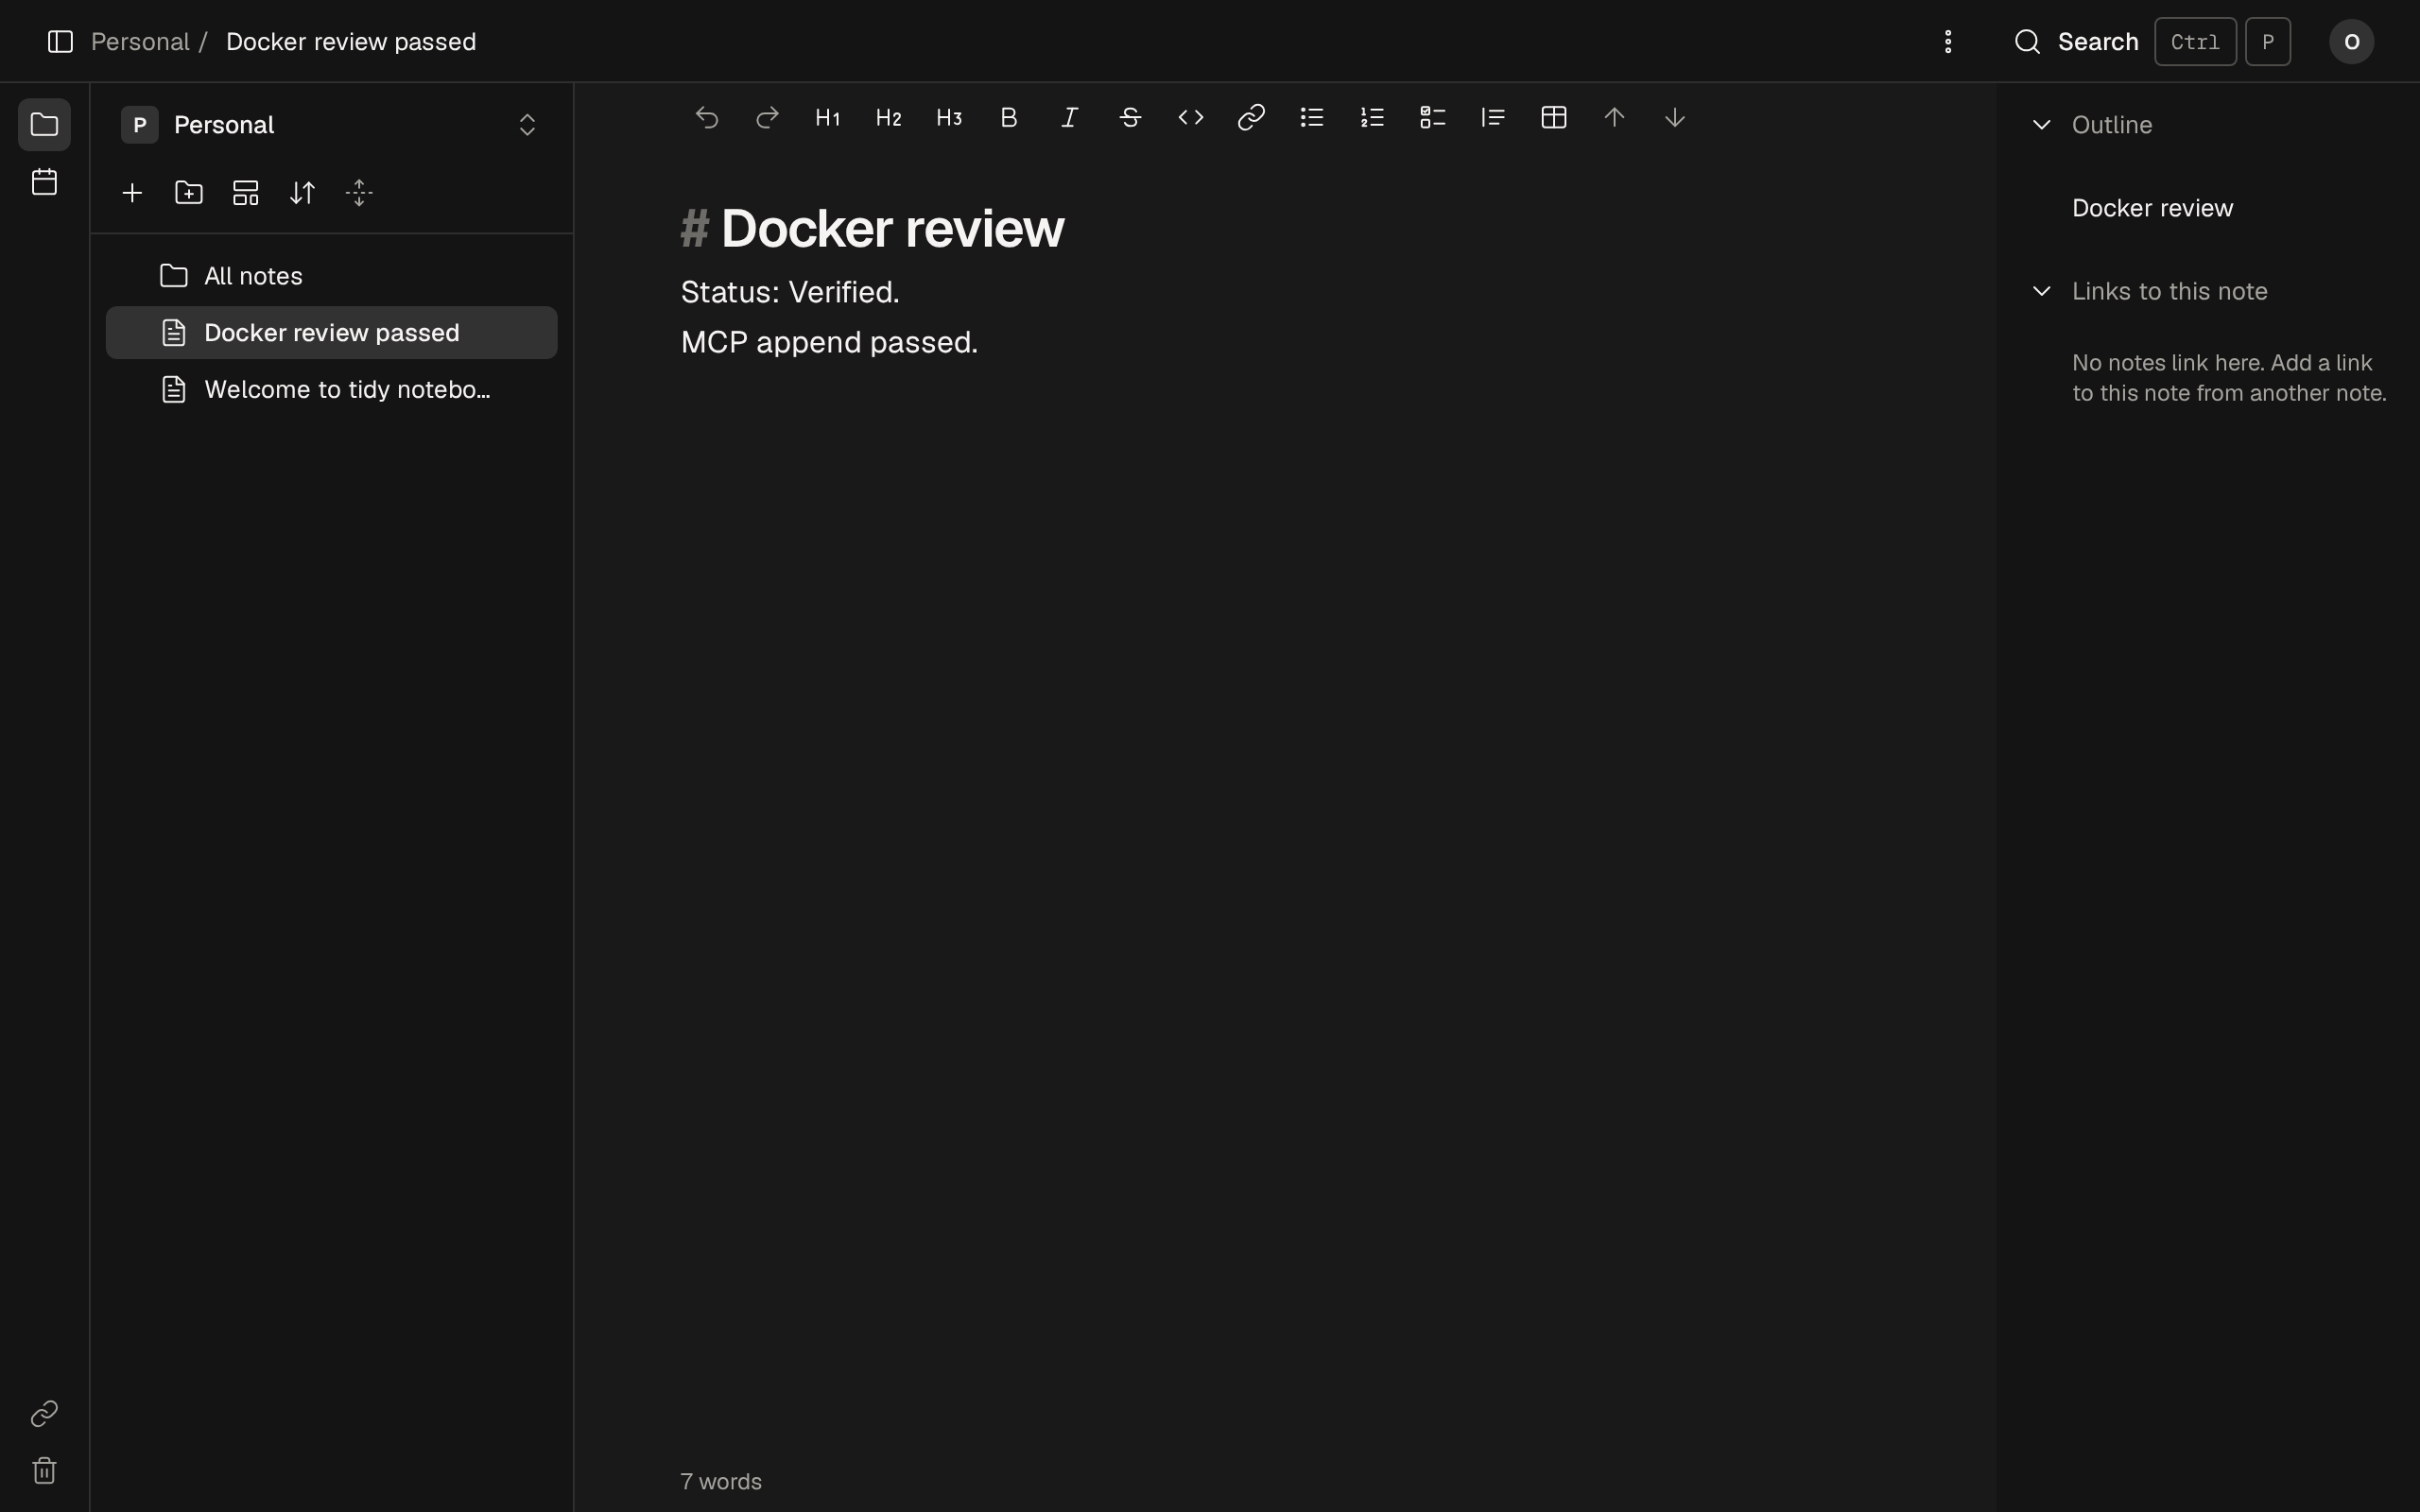 Personal / Docker review passed
Search Ctrl P O
P Personal
H1 H2 H3 B I S
All notes
Docker review passed
Welcome to tidy notebo...
# Docker review
Status: Verified.
MCP append passed.
7 words
Outline
Docker review
Links to this note
No notes link here. Add a link
to this note from another note.